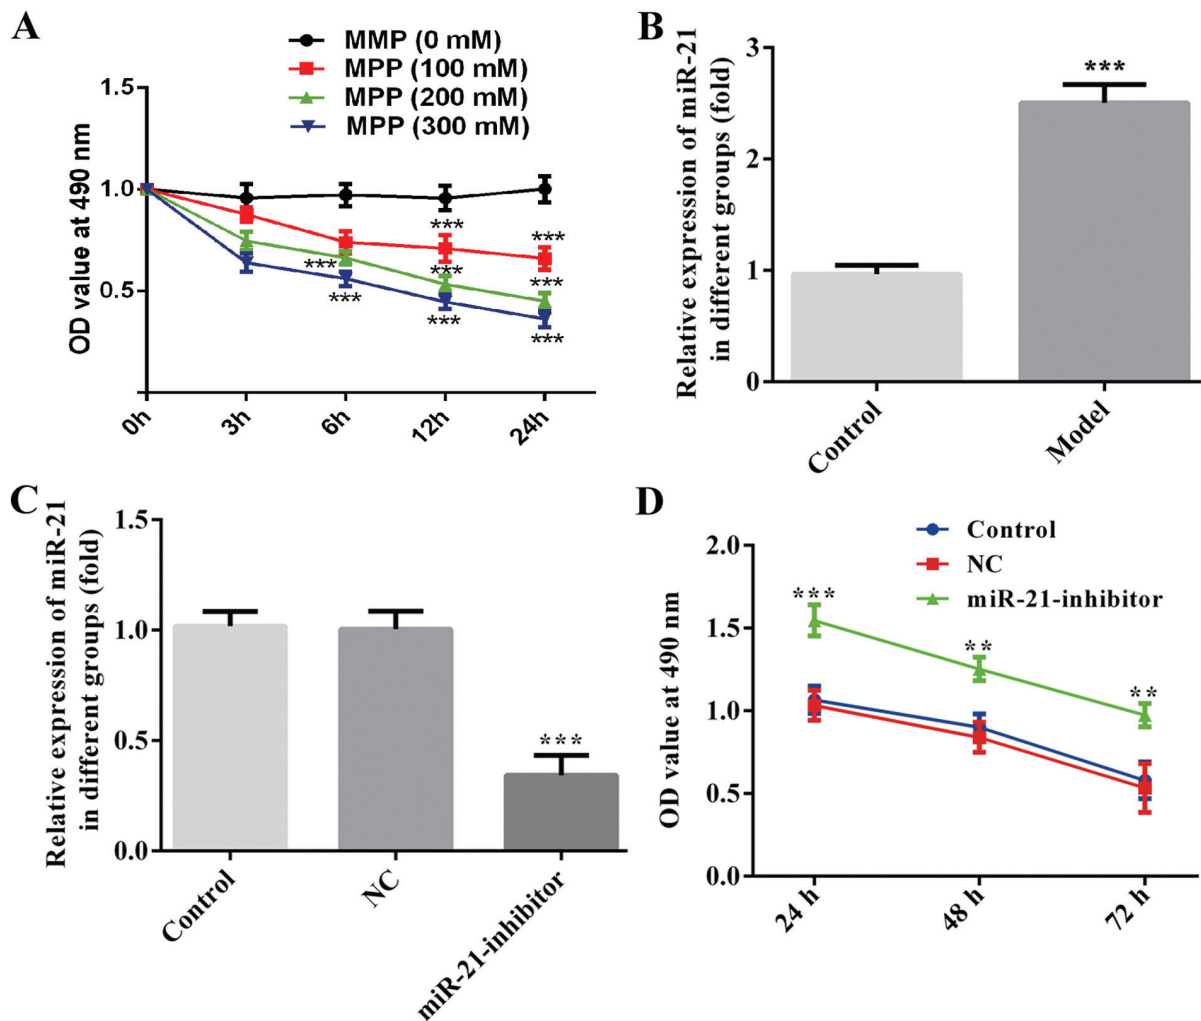 A
MMP (0 mM)
MPP (100 mM)
MPP (200 mM)
MPP (300 mM)
OD value at 490 nm
1.5
1.0
0.5
***
***
***
***
***
***
***
***
0h
3h
6h
12h
24h
B
Relative expression of miR-21
in different groups (fold)
3
2
1
0
***
Control
Model
C
Relative expression of miR-21
in different groups (fold)
1.5
1.0
0.5
0.0
***
Control
NC
miR-21-inhibitor
D
Control
NC
miR-21-inhibitor
OD value at 490 nm
2.0
1.5
1.0
0.5
0.0
***
**
**
24 h
48 h
72 h